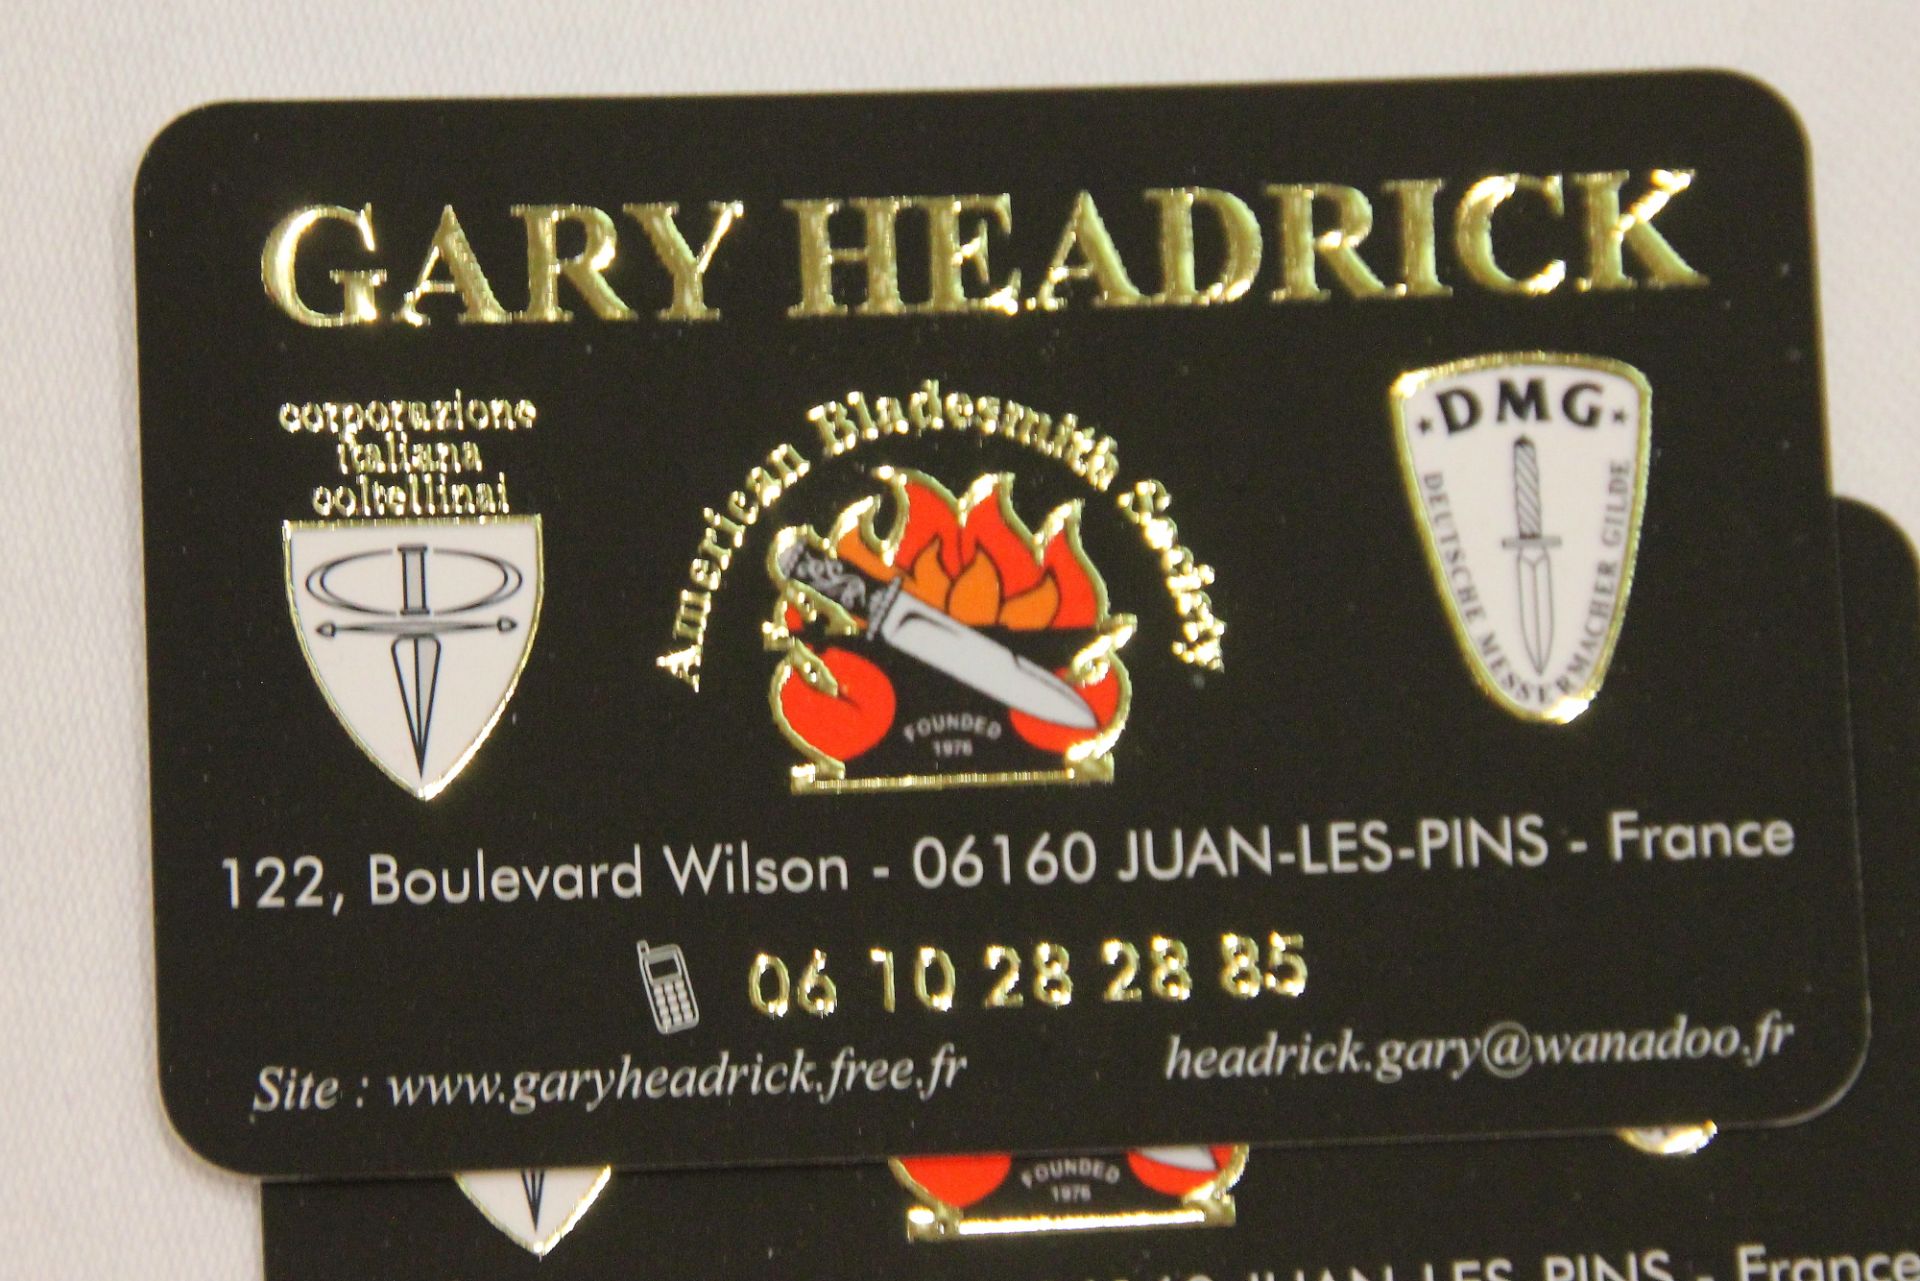 GARY HEADRICK
corporazione
italiana
coltellinai
American Bladesmith Society
FOUNDED
1976
DMG
DEUTSCHE MESSERMACHER GILDE
122, Boulevard Wilson - 06160 JUAN-LES-PINS - France
06 10 28 28 85
Site : www.garyheadrick.free.fr
headrick.gary@wanadoo.fr
FOUNDED
1976
JUAN-LES-PINS - France